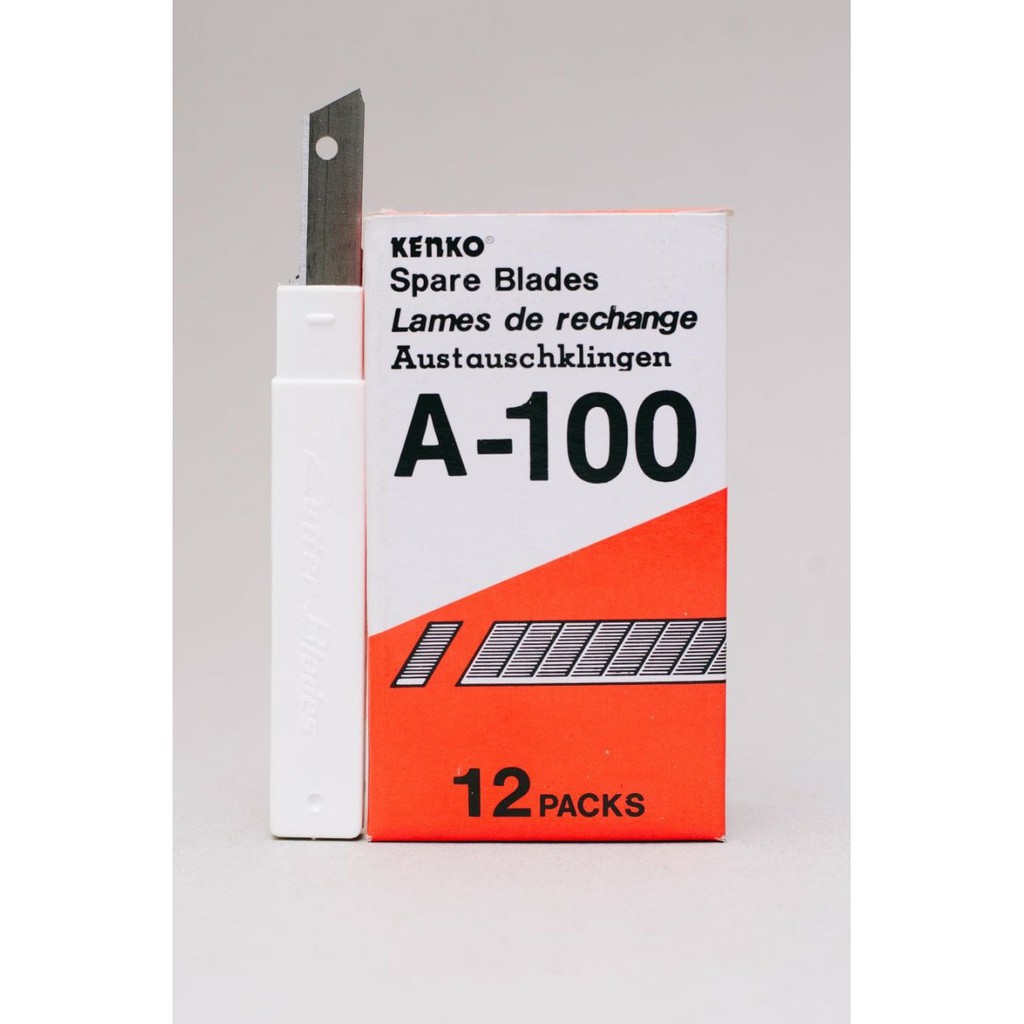 KENKO®
Spare Blades
Lames de rechange
Austauschklingen
A-100
12 PACKS
Cutter Blades